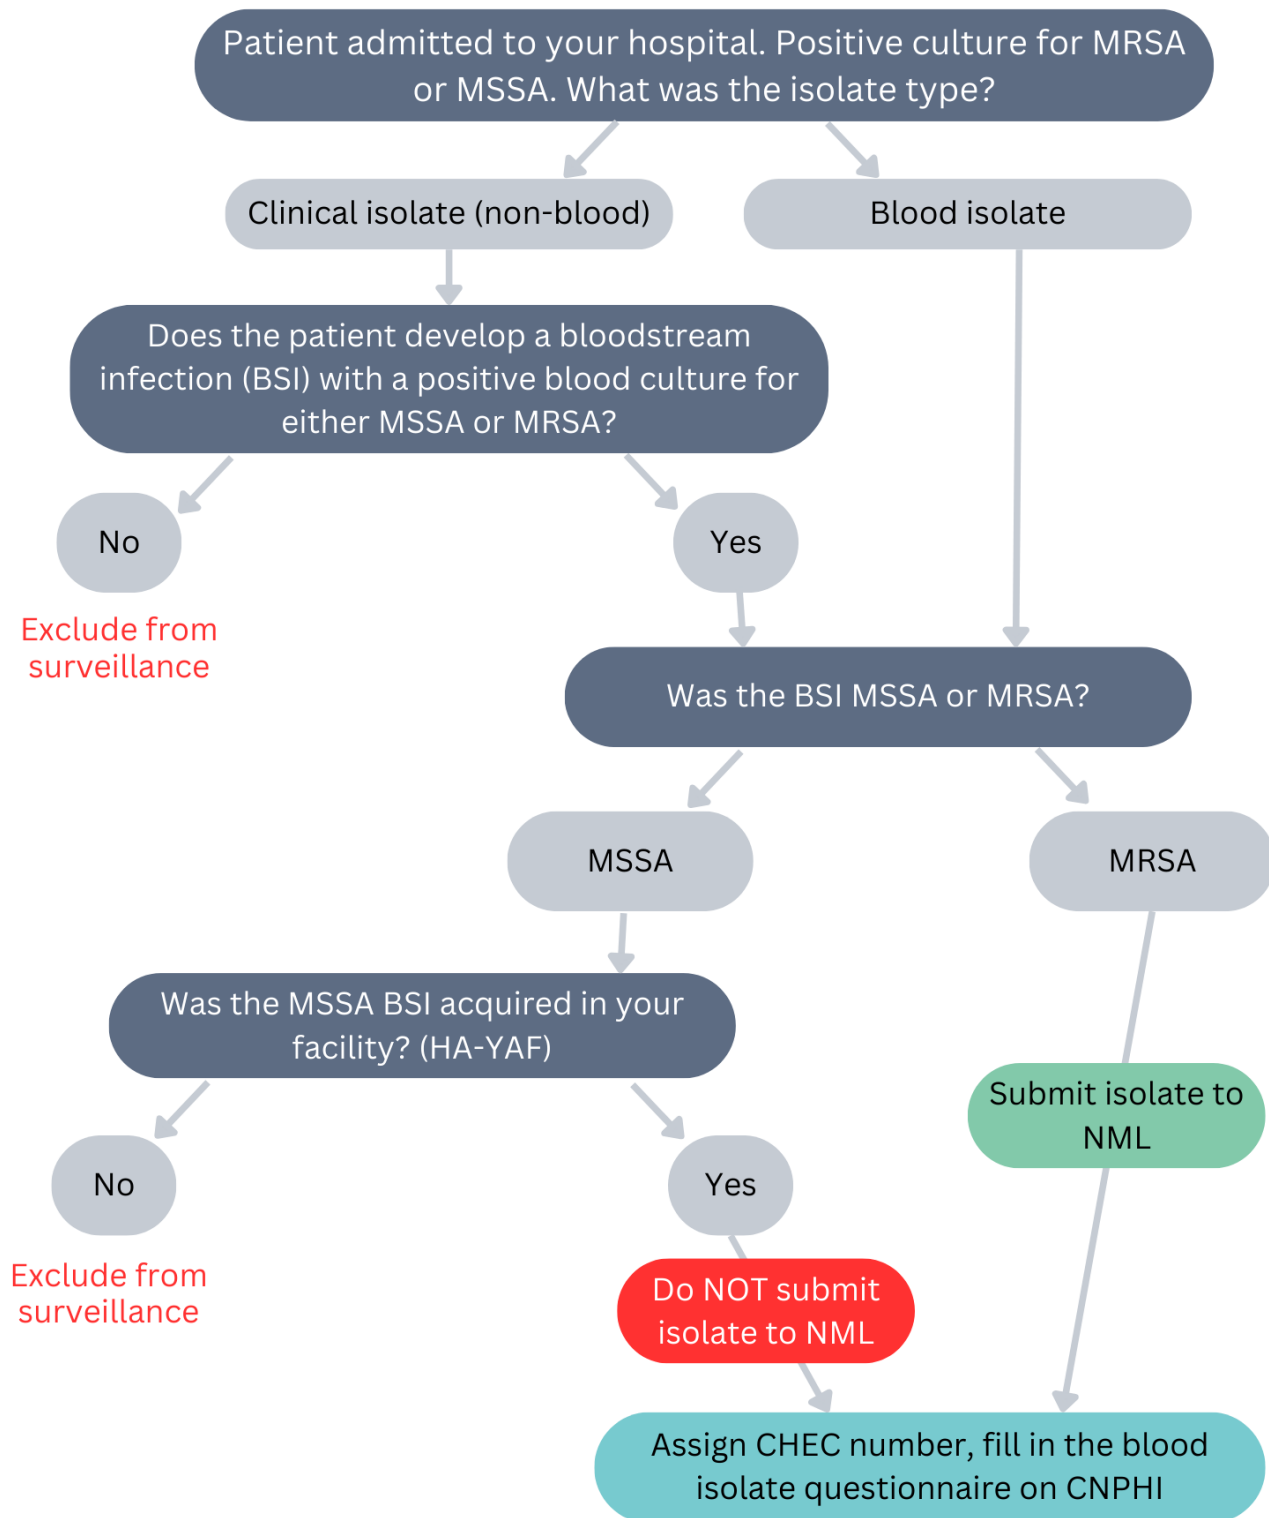 Patient admitted to your hospital. Positive culture for MRSA
or MSSA. What was the isolate type?
Clinical isolate (non-blood)
Blood isolate
Does the patient develop a bloodstream
infection (BSI) with a positive blood culture for
either MSSA or MRSA?
No
Yes
Exclude from
surveillance
Was the BSI MSSA or MRSA?
MSSA
MRSA
Was the MSSA BSI acquired in your
facility? (HA-YAF)
Submit isolate to
NML
No
Yes
Exclude from
surveillance
Do NOT submit
isolate to NML
Assign CHEC number, fill in the blood
isolate questionnaire on CNPHI